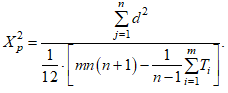 $$X_p^2 = \frac{\sum_{j=1}^{n} d^2}{\frac{1}{12} \cdot \left[ mn(n+1) - \frac{1}{n-1} \sum_{i=1}^{m} T_i \right]}.$$